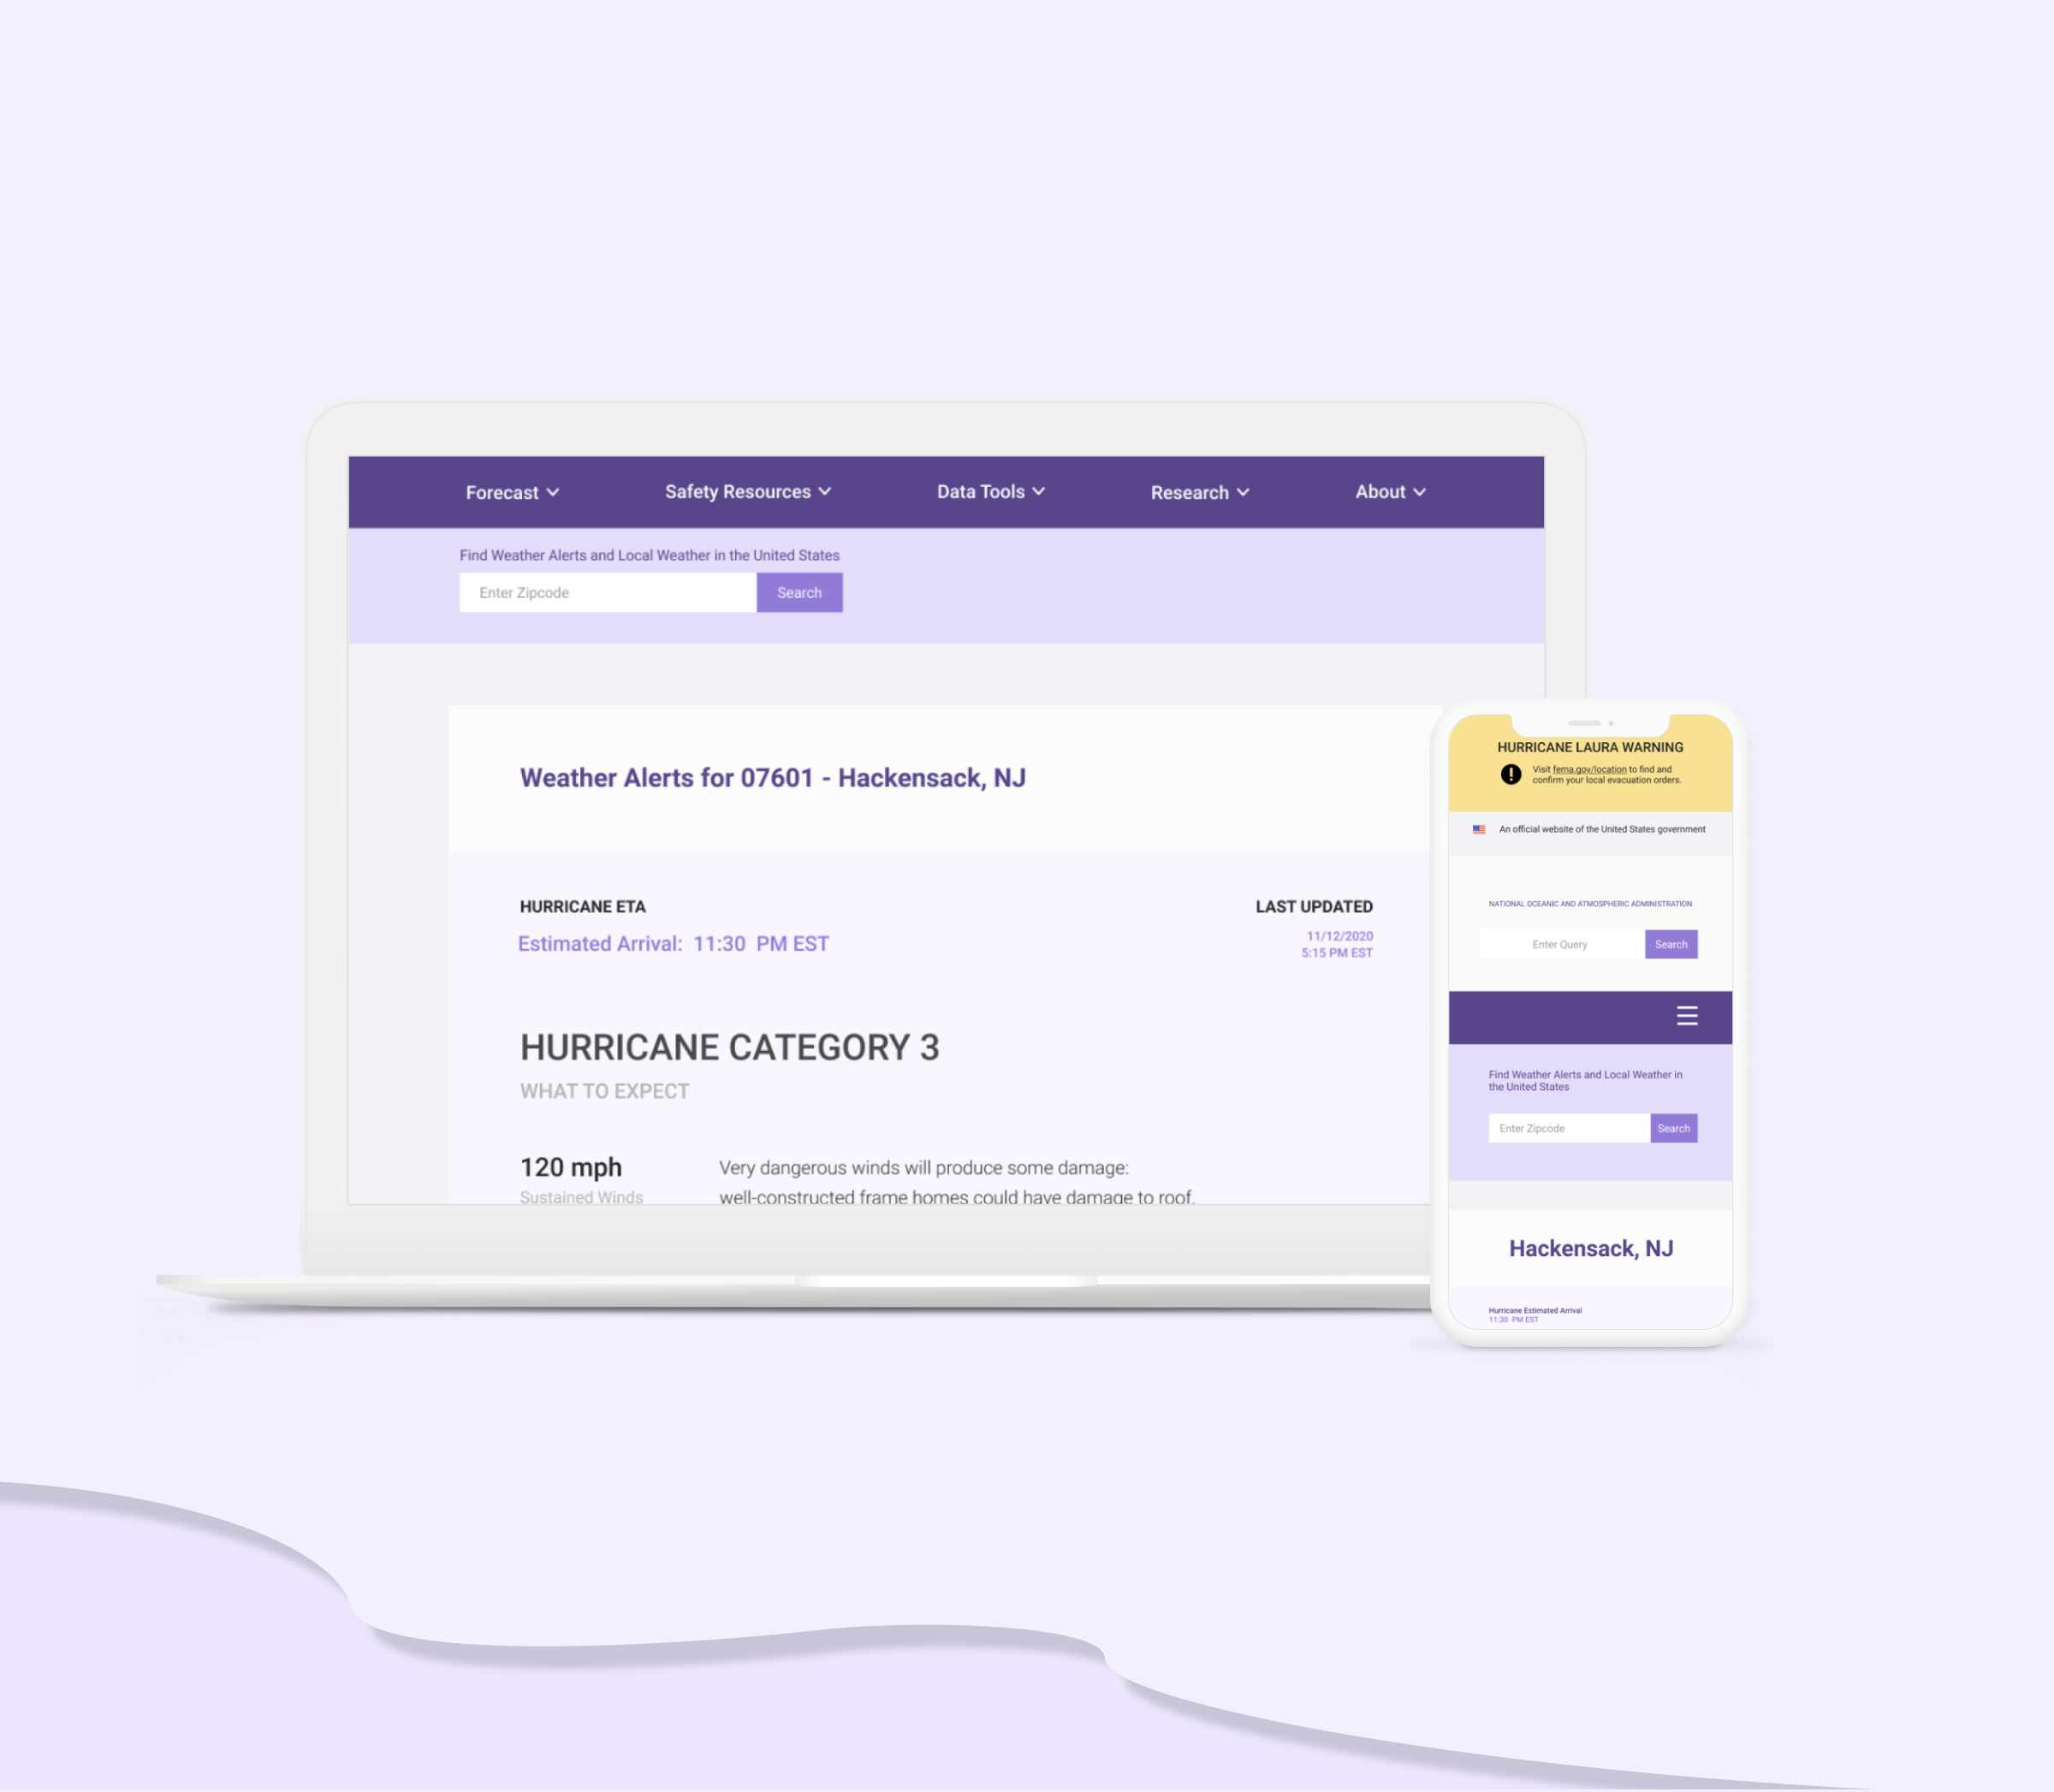 Forecast
Safety Resources
Data Tools
Research
About
Find Weather Alerts and Local Weather in the United States
Enter Zipcode
Search
Weather Alerts for 07601 - Hackensack, NJ
HURRICANE ETA
Estimated Arrival: 11:30 PM EST
LAST UPDATED
11/12/2020
5:15 PM EST
HURRICANE CATEGORY 3
WHAT TO EXPECT
120 mph
Sustained Winds
Very dangerous winds will produce some damage:
well-constructed frame homes could have damage to roof,
HURRICANE LAURA WARNING
Visit fema.gov/location to find and
confirm your local evacuation orders.
An official website of the United States government
NATIONAL OCEANIC AND ATMOSPHERIC ADMINISTRATION
Enter Query
Search
Find Weather Alerts and Local Weather in
the United States
Enter Zipcode
Search
Hackensack, NJ
Hurricane Estimated Arrival
11:30 PM EST